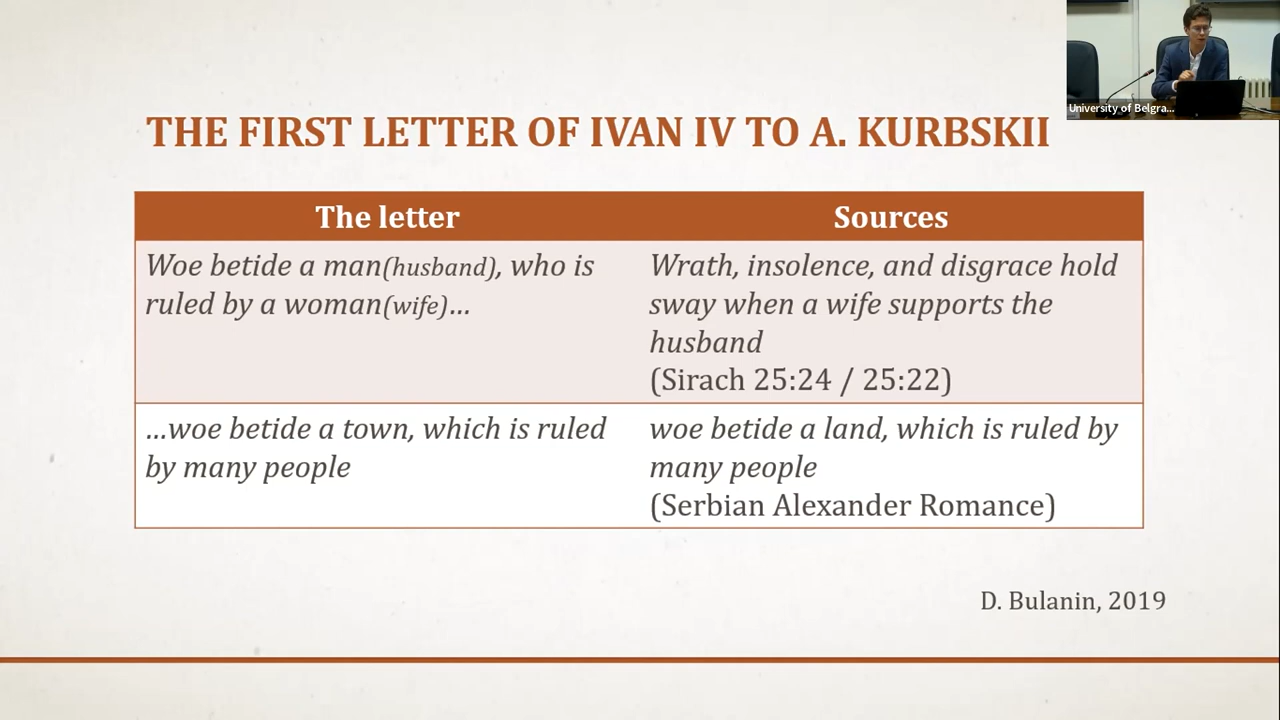 University of Belgra...
THE FIRST LETTER OF IVAN IV TO A. KURBSKII
The letter
Sources
Woe betide a man(husband), who is
ruled by a woman(wife)...
Wrath, insolence, and disgrace hold
sway when a wife supports the
husband
(Sirach 25:24 / 25:22)
...woe betide a town, which is ruled
by many people
woe betide a land, which is ruled by
many people
(Serbian Alexander Romance)
D. Bulanin, 2019